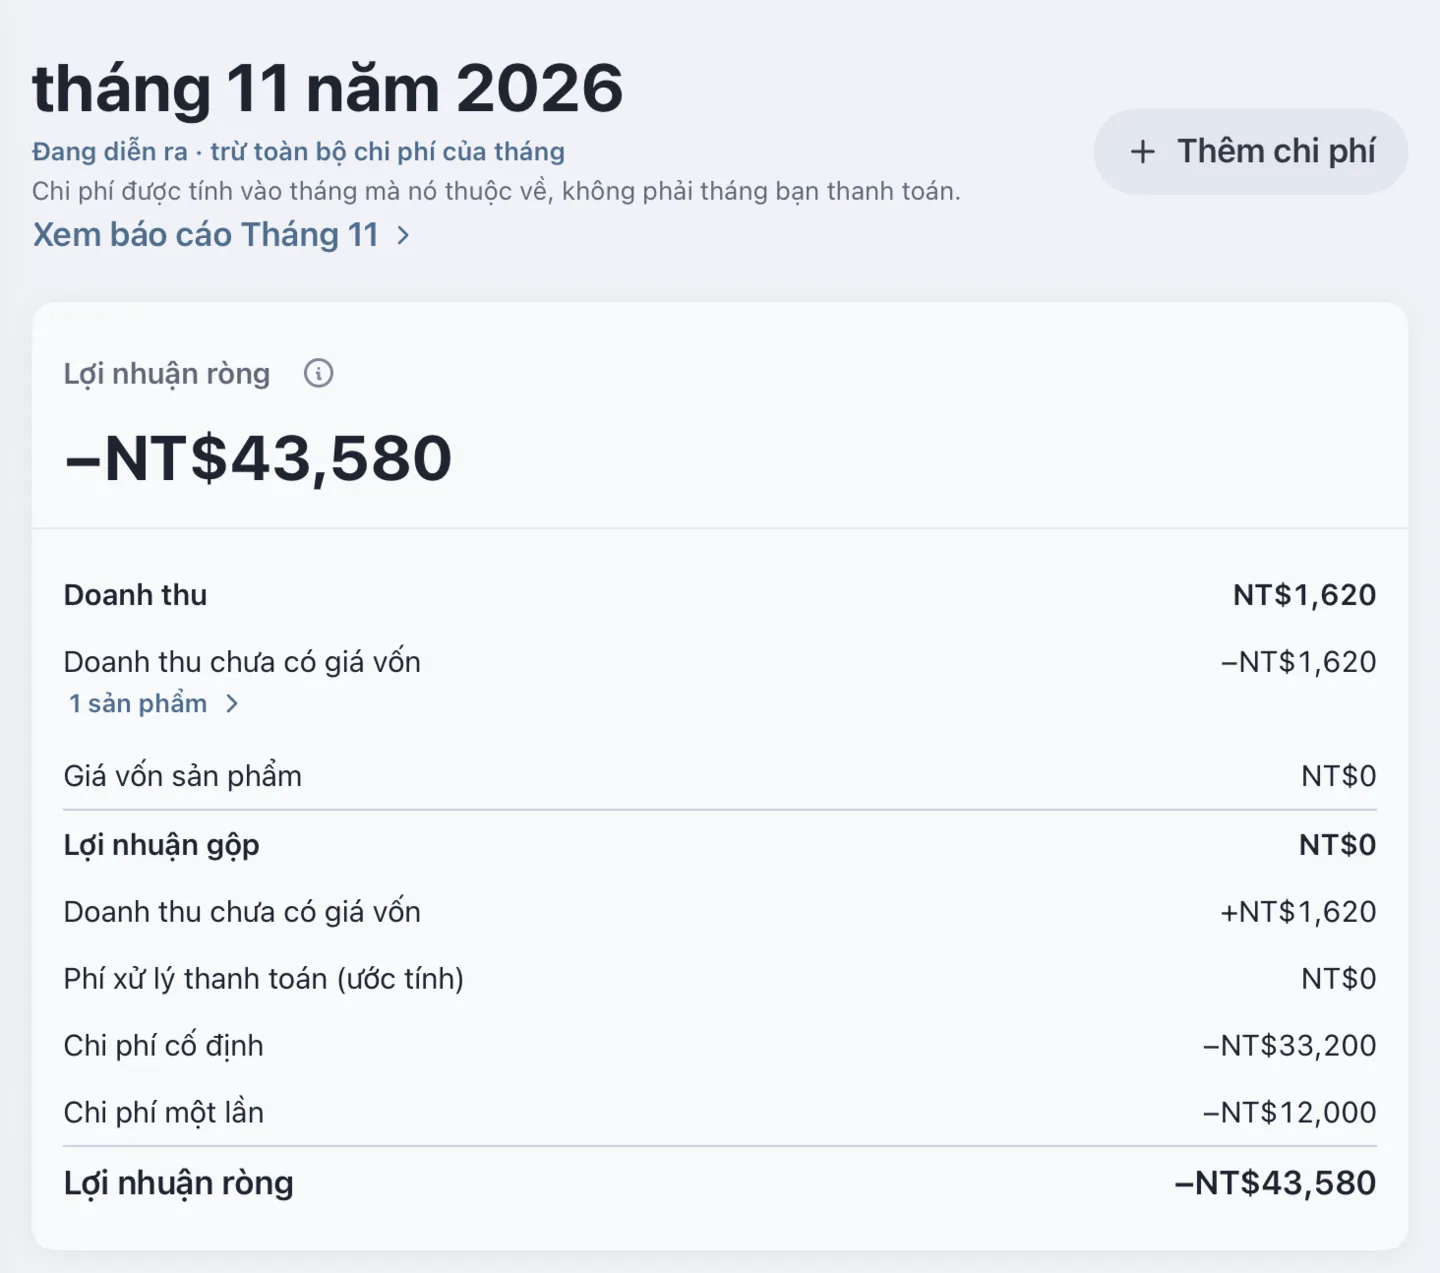 tháng 11 năm 2026
Đang diễn ra · trừ toàn bộ chi phí của tháng
Chi phí được tính vào tháng mà nó thuộc về, không phải tháng bạn thanh toán.
Xem báo cáo Tháng 11
+ Thêm chi phí
Lợi nhuận ròng
–NT$43,580
Doanh thu NT$1,620
Doanh thu chưa có giá vốn –NT$1,620
1 sản phẩm
Giá vốn sản phẩm NT$0
Lợi nhuận gộp NT$0
Doanh thu chưa có giá vốn +NT$1,620
Phí xử lý thanh toán (ước tính) NT$0
Chi phí cố định –NT$33,200
Chi phí một lần –NT$12,000
Lợi nhuận ròng –NT$43,580